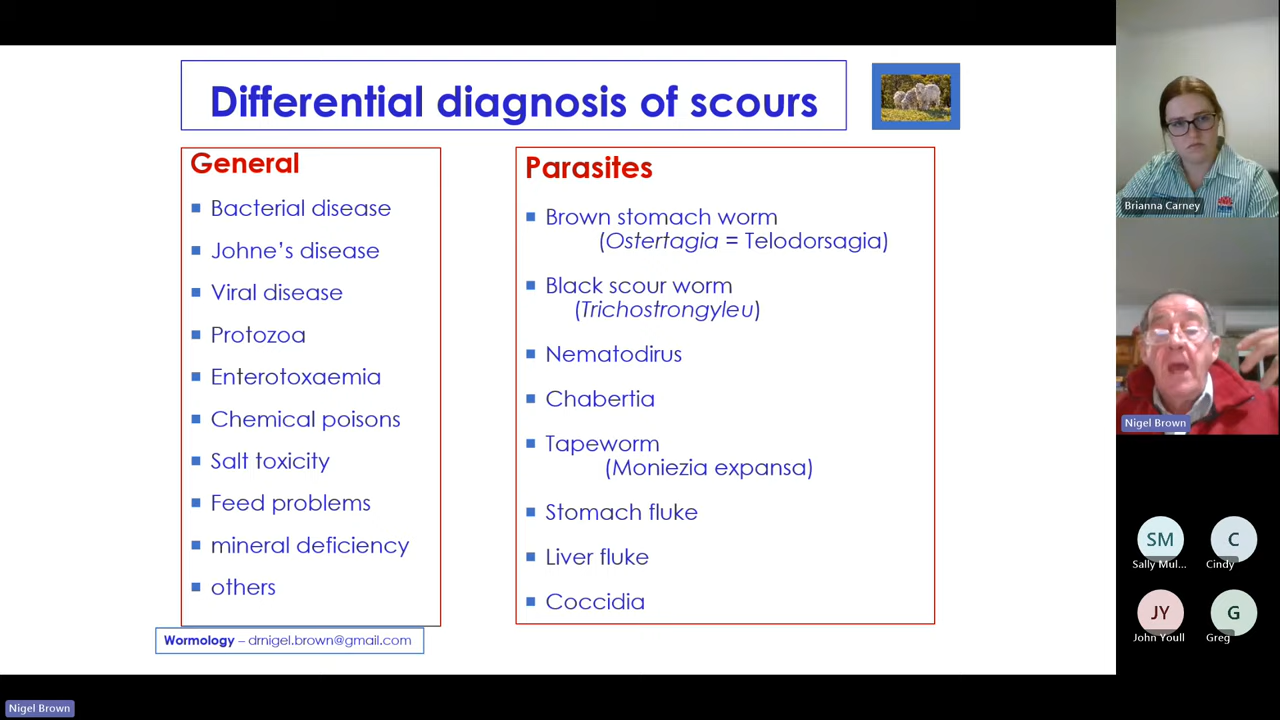 Differential diagnosis of scours
General
Bacterial disease
Johne's disease
Viral disease
Protozoa
Enterotoxaemia
Chemical poisons
Salt toxicity
Feed problems
mineral deficiency
others
Parasites
Brown stomach worm
(Ostertagia = Telodorsagia)
Black scour worm
(Trichostrongyleu)
Nematodirus
Chabertia
Tapeworm
(Moniezia expansa)
Stomach fluke
Liver fluke
Coccidia
Wormology – drnigel.brown@gmail.com
Brianna Carney
Nigel Brown
SM
Sally Mul...
C
Cindy
JY
John Youll
G
Greg
Nigel Brown